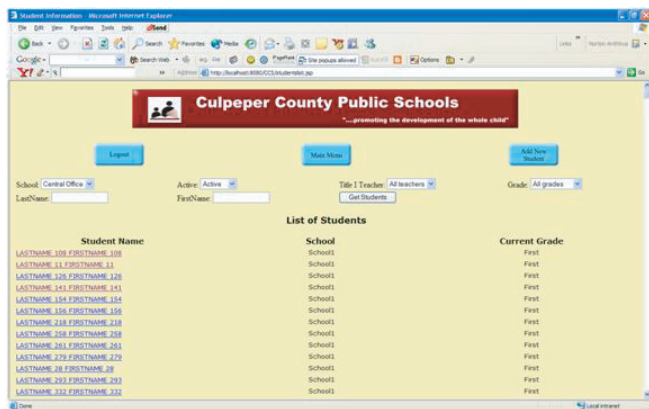 Student Information - Microsoft Internet Explorer
File Edit View Favorites Tools Help
Back Search Favorites Media
Google Search Web PageRank Site popups allowed Options
Address http://localhost:8080/CCS/studentslist.jsp Go
Culpeper County Public Schools
"....promoting the development of the whole child"
Logout Main Menu Add New Student
School: Central Office Active: Active Title I Teacher: All teachers Grade: All grades
LastName: FirstName: Get Students
List of Students
Student Name School Current Grade
LASTNAME 108 FIRSTNAME 108 School1 First
LASTNAME 11 FIRSTNAME 11 School1 First
LASTNAME 126 FIRSTNAME 126 School1 First
LASTNAME 141 FIRSTNAME 141 School1 First
LASTNAME 154 FIRSTNAME 154 School1 First
LASTNAME 156 FIRSTNAME 156 School1 First
LASTNAME 218 FIRSTNAME 218 School1 First
LASTNAME 258 FIRSTNAME 258 School1 First
LASTNAME 261 FIRSTNAME 261 School1 First
LASTNAME 279 FIRSTNAME 279 School1 First
LASTNAME 28 FIRSTNAME 28 School1 First
LASTNAME 293 FIRSTNAME 293 School1 First
LASTNAME 332 FIRSTNAME 332 School1 First
Done Local intranet